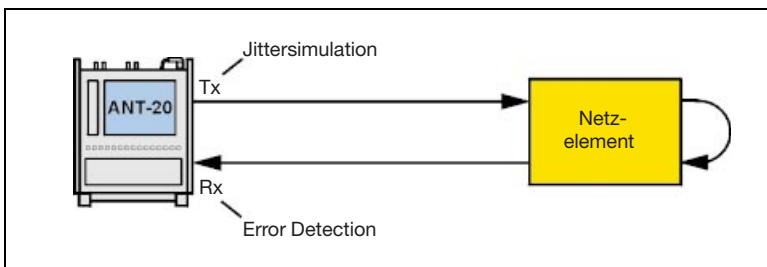 Jittersimulation
Tx
ANT-20
Netz-
element
Rx
Error Detection